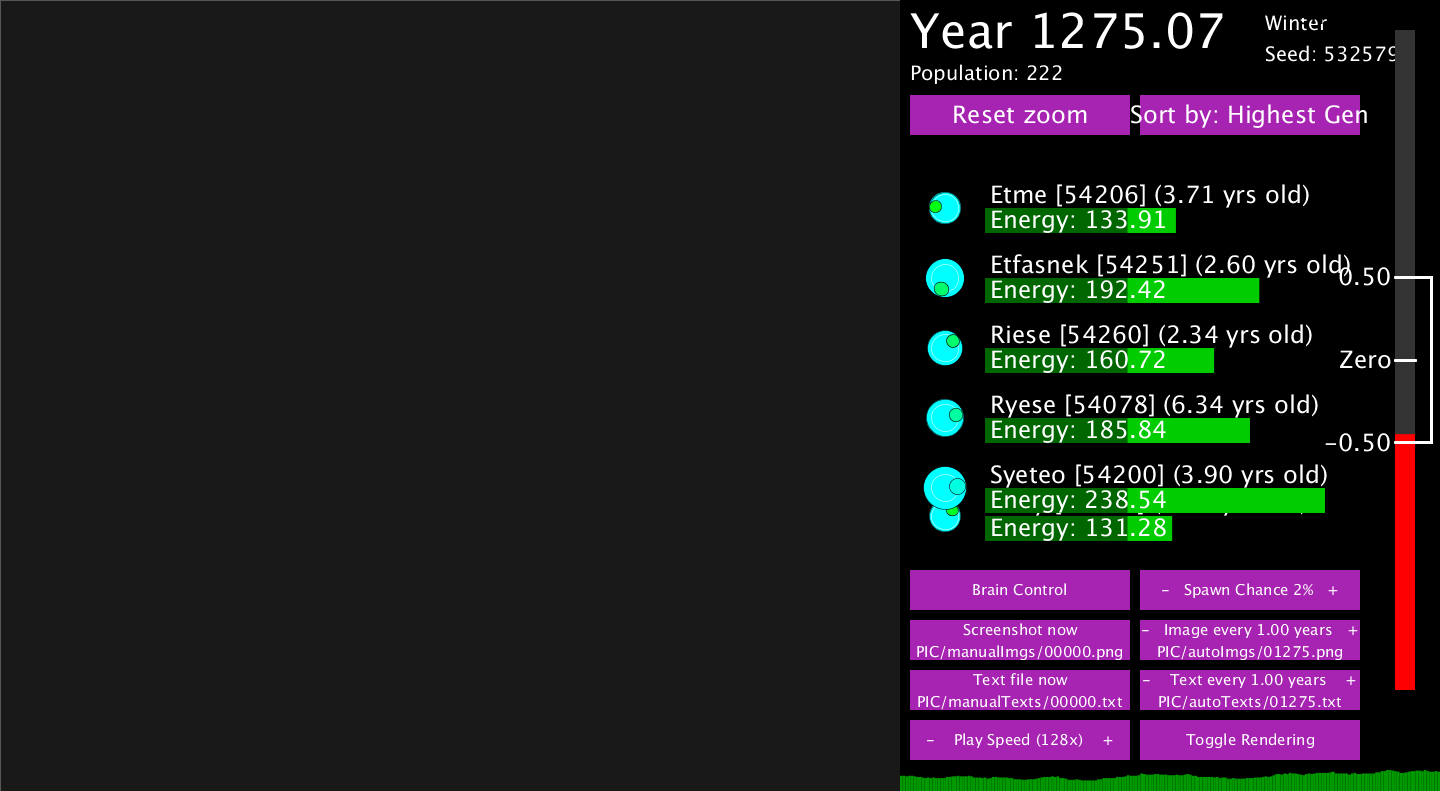 Year 1275.07
Winter
Seed: 532579
Population: 222
Reset zoom
Sort by: Highest Gen
Etme [54206] (3.71 yrs old)
Energy: 133.91
Etfasnek [54251] (2.60 yrs old)
Energy: 192.42
0.50
Riese [54260] (2.34 yrs old)
Energy: 160.72
Zero
Ryese [54078] (6.34 yrs old)
Energy: 185.84
-0.50
Syeteo [54200] (3.90 yrs old)
Energy: 238.54
Energy: 131.28
Brain Control
- Spawn Chance 2% +
Screenshot now
PIC/manualImgs/00000.png
- Image every 1.00 years +
PIC/autoImgs/01275.png
Text file now
PIC/manualTexts/00000.txt
- Text every 1.00 years +
PIC/autoTexts/01275.txt
- Play Speed (128x) +
Toggle Rendering